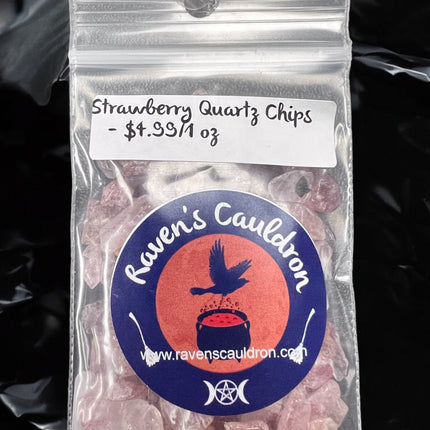 Strawberry Quartz Chips
- $4.99/1 oz
Raven's Cauldron
www.ravenscauldron.com